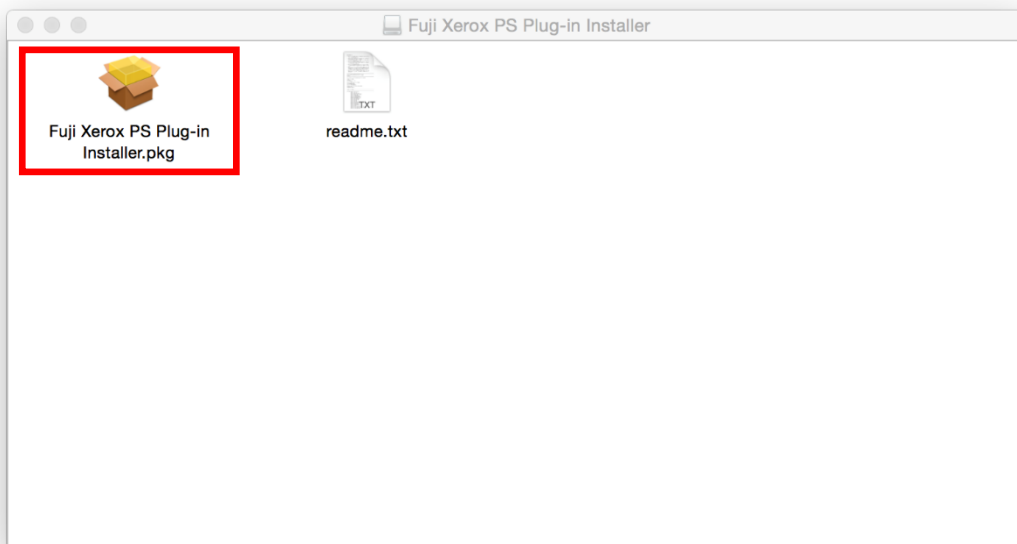 Fuji Xerox PS Plug-in Installer
Fuji Xerox PS Plug-in
Installer.pkg
TXT
readme.txt